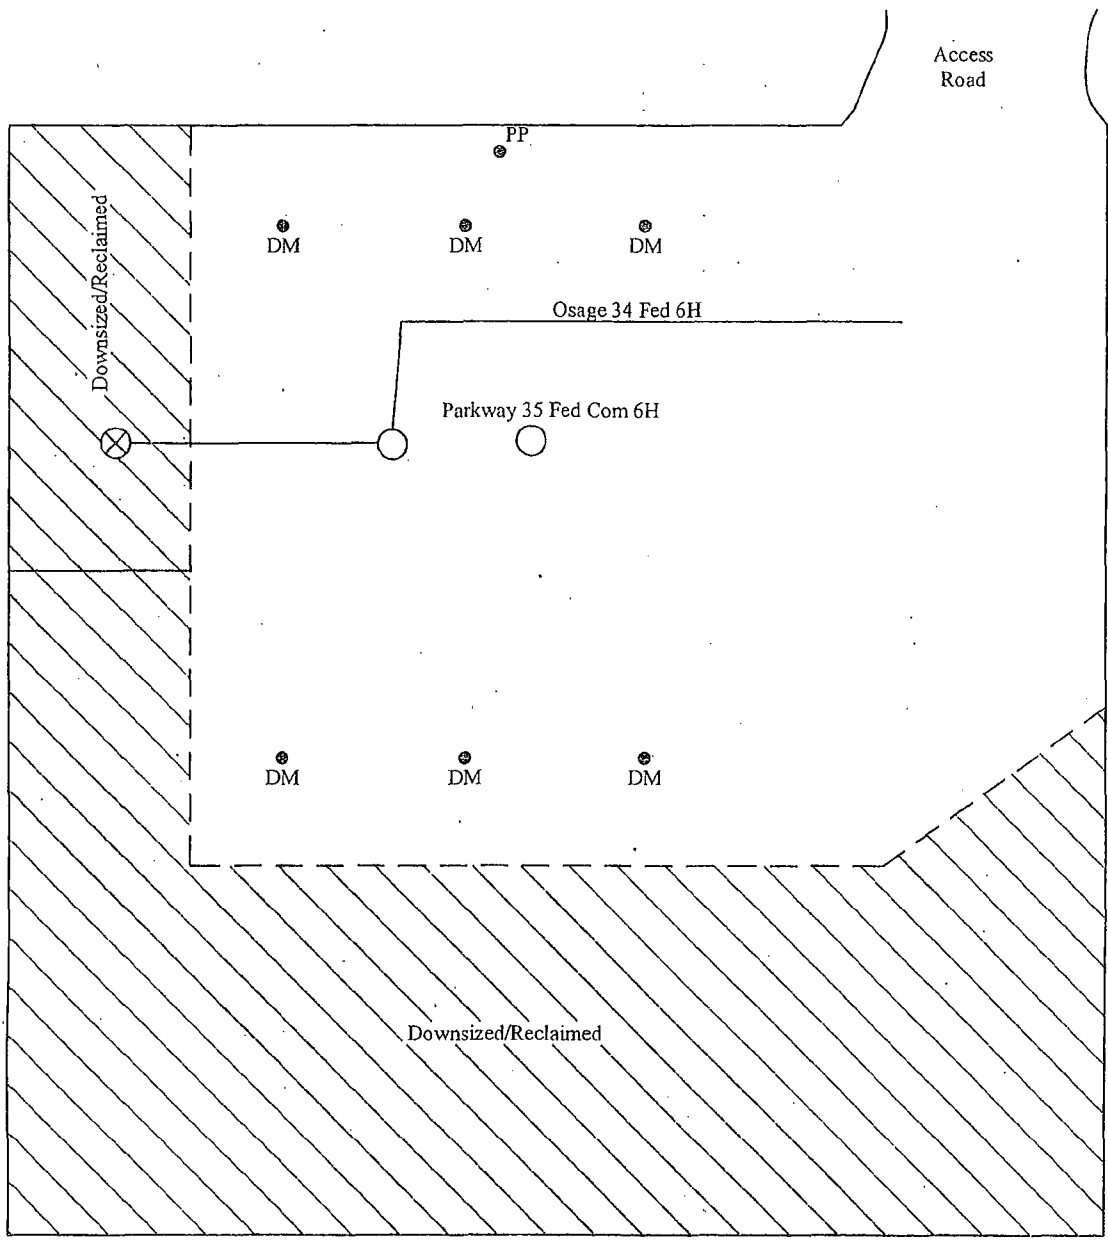 Access
Road
PP
Downsized/Reclaimed
DM
DM
DM
Osage 34 Fed 6H
Parkway 35 Fed Com 6H
DM
DM
DM
Downsized/Reclaimed